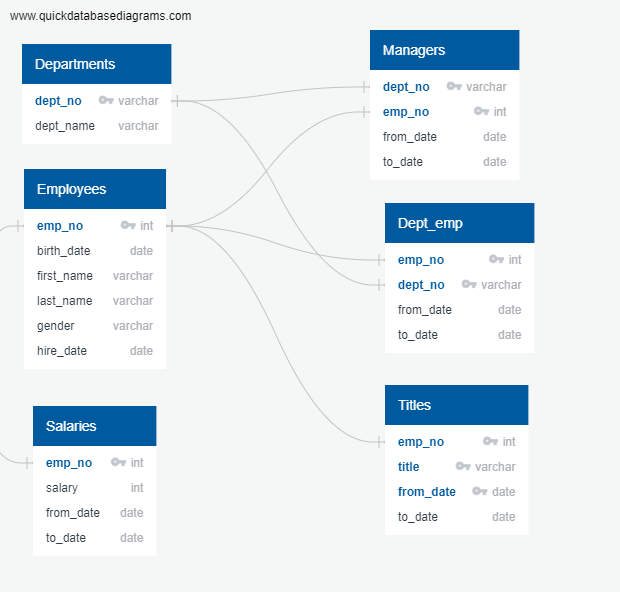 www.quickdatabasediagrams.com
Departments
dept_no varchar
dept_name varchar
Employees
emp_no int
birth_date date
first_name varchar
last_name varchar
gender varchar
hire_date date
Salaries
emp_no int
salary int
from_date date
to_date date
Managers
dept_no varchar
emp_no int
from_date date
to_date date
Dept_emp
emp_no int
dept_no varchar
from_date date
to_date date
Titles
emp_no int
title varchar
from_date date
to_date date